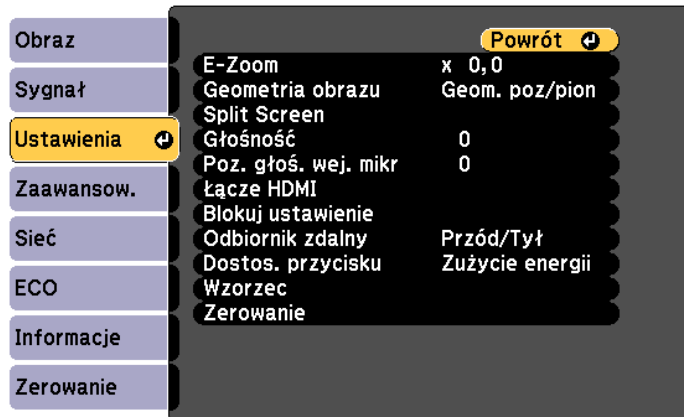 Obraz
Sygnał
Ustawienia
Zaawansow.
Sieć
ECO
Informacje
Zerowanie
Powrót
E-Zoom x 0,0
Geometria obrazu Geom. poz/pion
Split Screen
Głośność 0
Poz. głoś. wej. mikr 0
Łącze HDMI
Blokuj ustawienie
Odbiornik zdalny Przód/Tył
Dostos. przycisku Zużycie energii
Wzorzec
Zerowanie